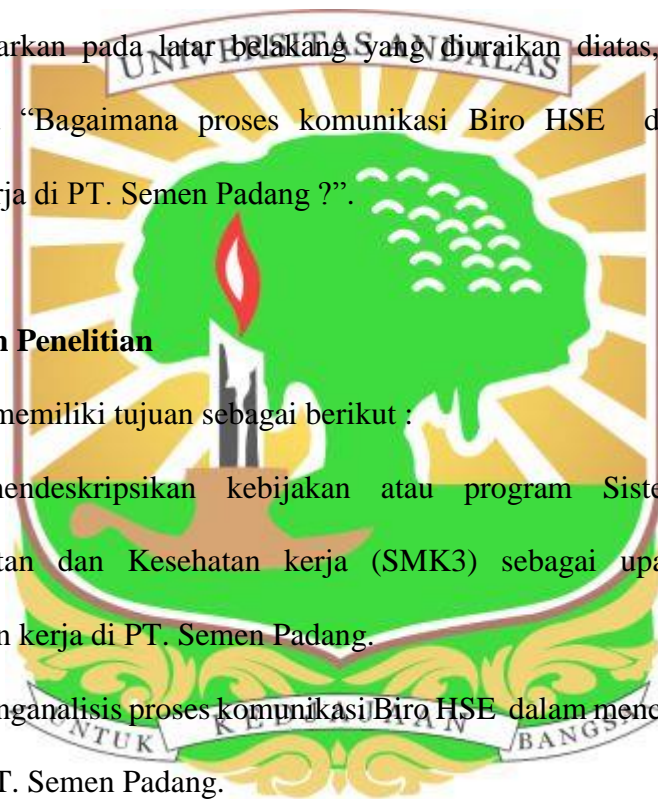 UNIVERSITAS ANDALAS
arkan pada latar belakang yang diuraikan diatas,
“Bagaimana proses komunikasi Biro HSE d
rja di PT. Semen Padang ?”.
n Penelitian
memiliki tujuan sebagai berikut :
nendeskripsikan kebijakan atau program Siste
tan dan Kesehatan kerja (SMK3) sebagai upa
n kerja di PT. Semen Padang.
nganalisis proses komunikasi Biro HSE dalam menc
UNTUK KEDJAJAAN BANGSA
T. Semen Padang.